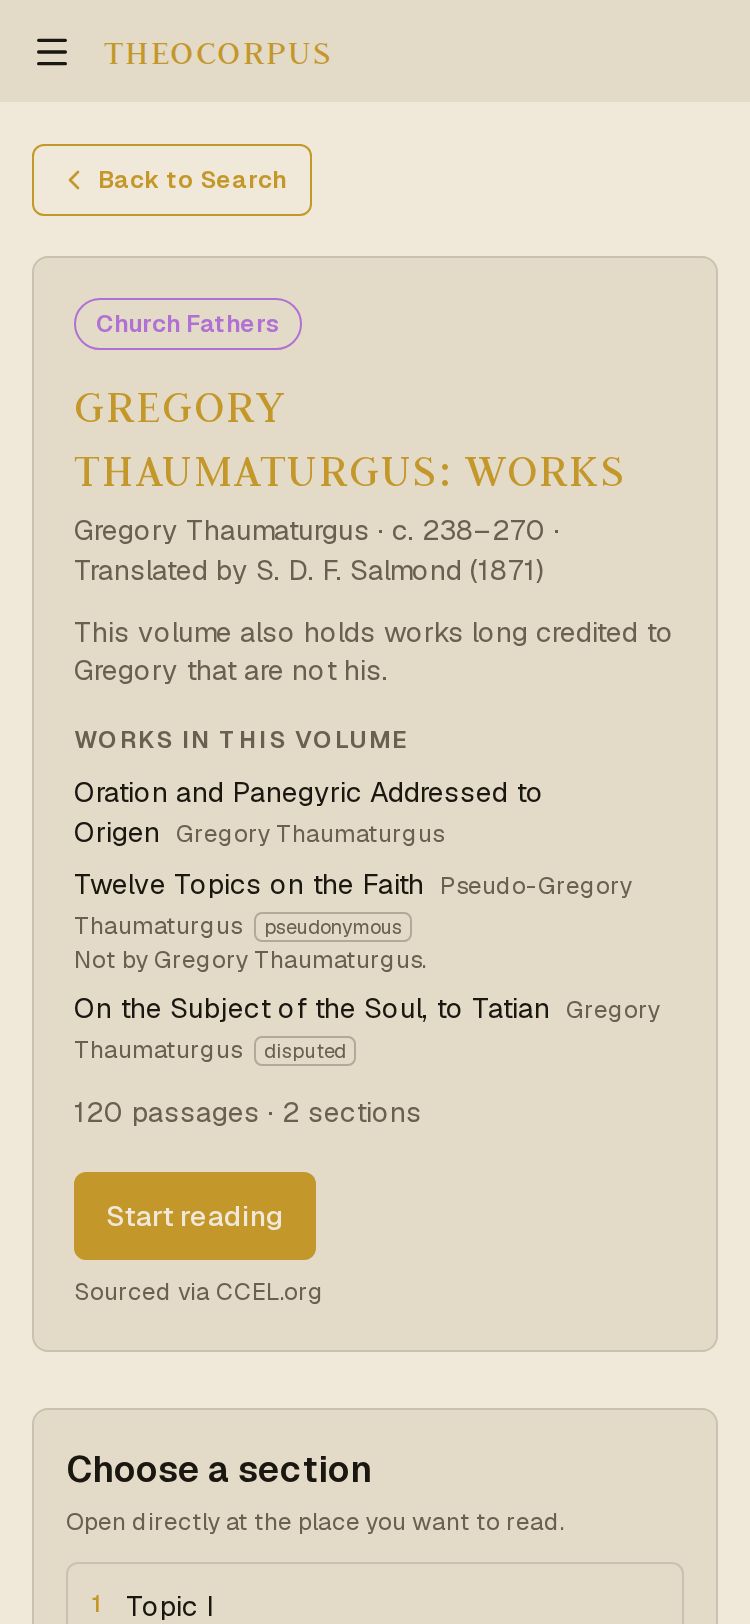 THEOCORPUS
Back to Search
Church Fathers
GREGORY
THAUMATURGUS: WORKS
Gregory Thaumaturgus · c. 238–270 ·
Translated by S. D. F. Salmond (1871)
This volume also holds works long credited to
Gregory that are not his.
WORKS IN THIS VOLUME
Oration and Panegyric Addressed to
Origen Gregory Thaumaturgus
Twelve Topics on the Faith Pseudo-Gregory
Thaumaturgus pseudonymous
Not by Gregory Thaumaturgus.
On the Subject of the Soul, to Tatian Gregory
Thaumaturgus disputed
120 passages · 2 sections
Start reading
Sourced via CCEL.org
Choose a section
Open directly at the place you want to read.
1 Topic I